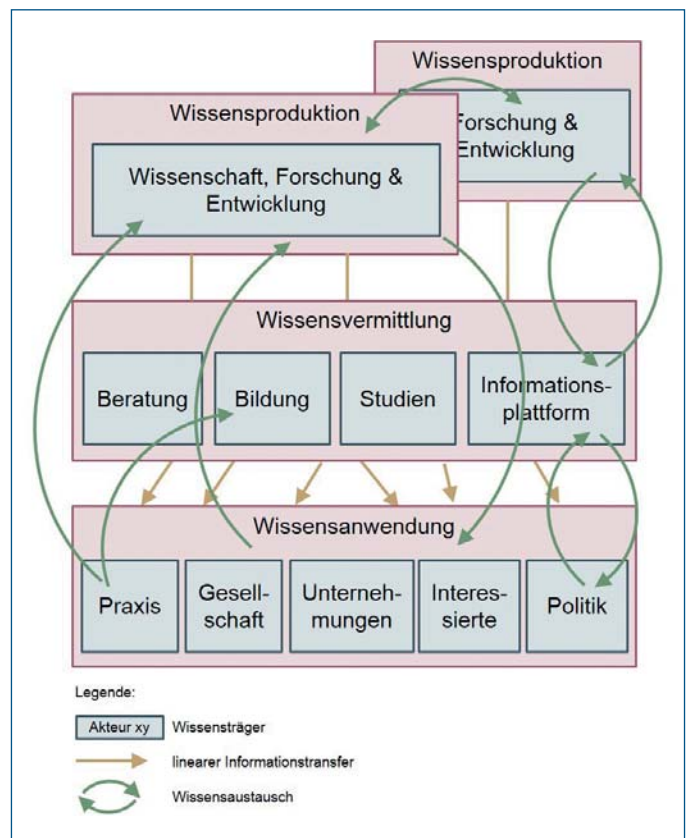 Wissensproduktion
Forschung &
Entwicklung
Wissensproduktion
Wissenschaft, Forschung &
Entwicklung
Wissensvermittlung
Beratung
Bildung
Studien
Informations-
plattform
Wissensanwendung
Praxis
Gesell-
schaft
Unterneh-
mungen
Interes-
sierte
Politik
Legende:
Akteur xy
Wissensträger
linearer Informationstransfer
Wissensaustausch